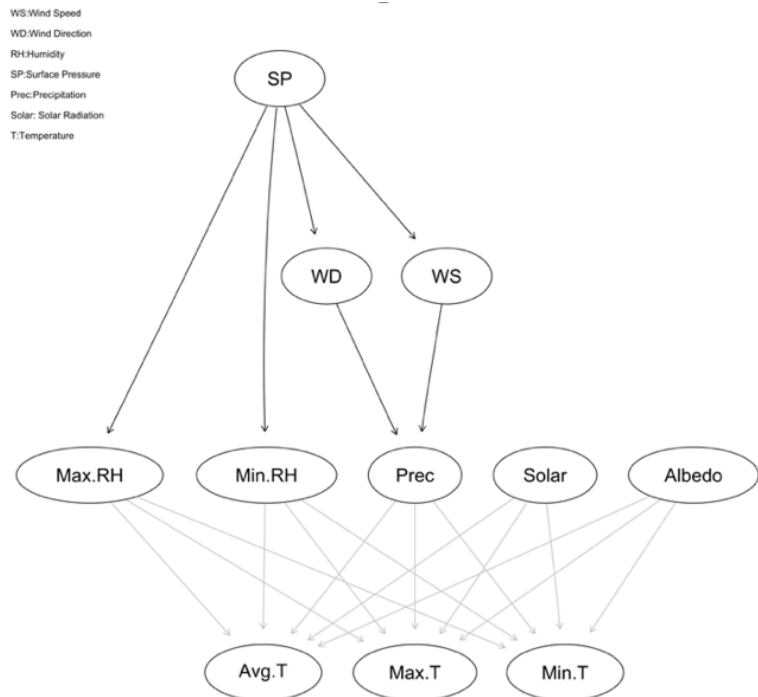 WS:Wind Speed
WD:Wind Direction
RH:Humidity
SP:Surface Pressure
Prec:Precipitation
Solar: Solar Radiation
T:Temperature
SP
WD
WS
Max.RH
Min.RH
Prec
Solar
Albedo
Avg.T
Max.T
Min.T